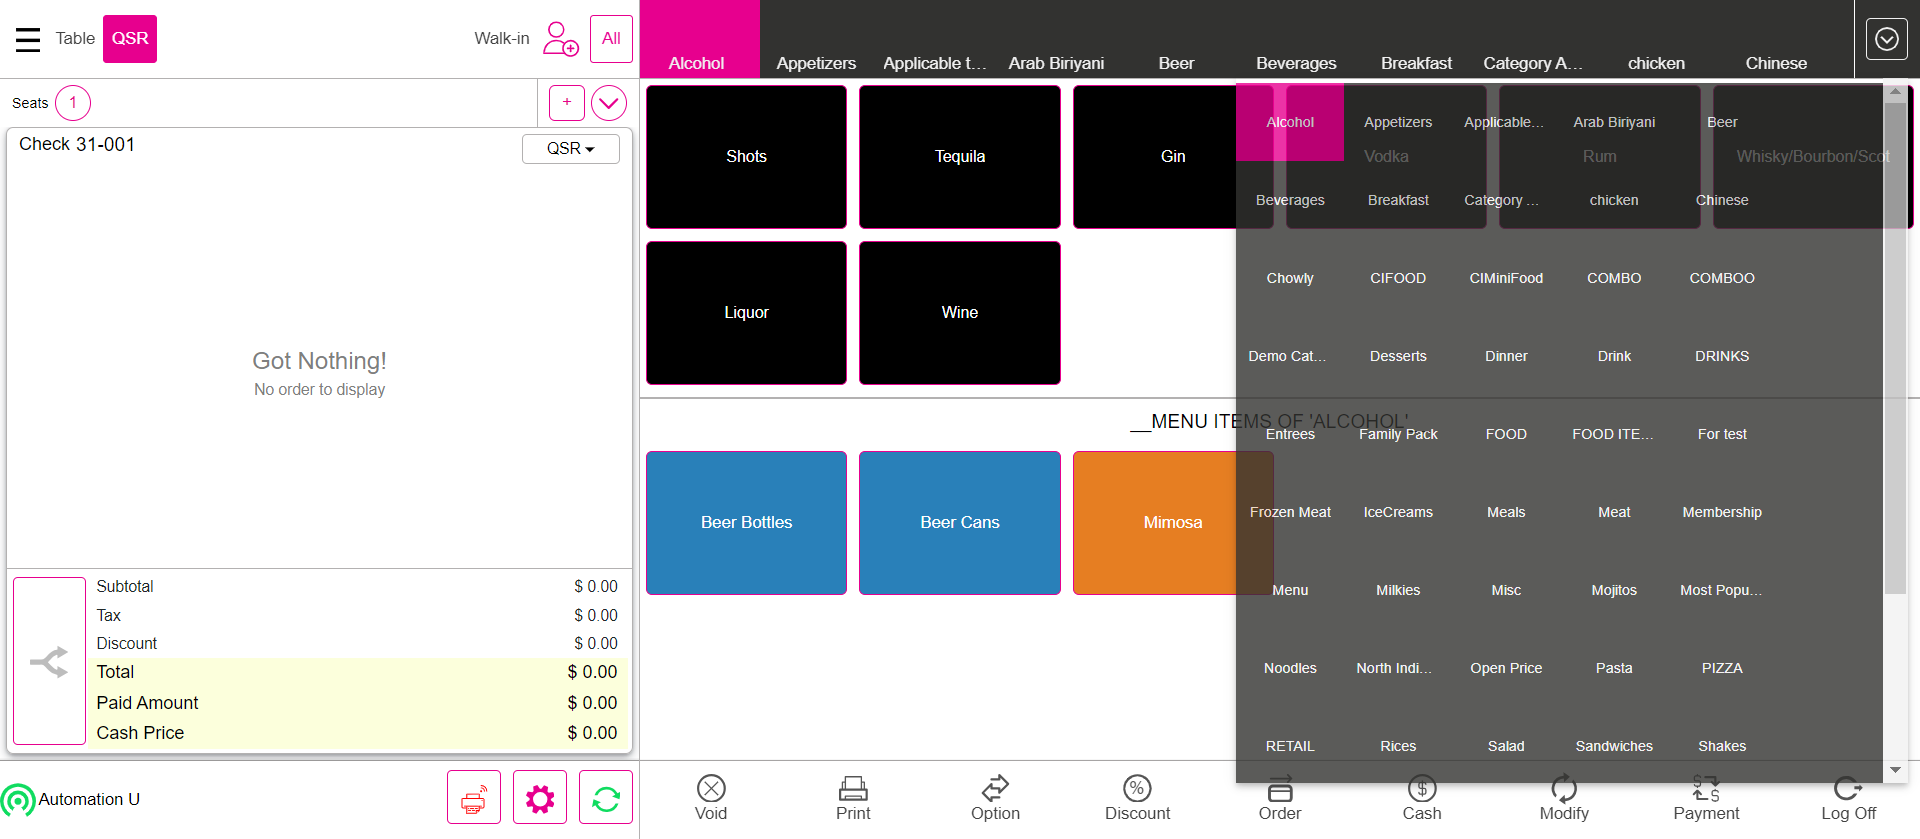 Table QSR Walk-in All
Alcohol Appetizers Applicable t... Arab Biriyani Beer Beverages Breakfast Category A... chicken Chinese
Seats 1 +
Check 31-001 QSR
Got Nothing!
No order to display
Subtotal $ 0.00
Tax $ 0.00
Discount $ 0.00
Total $ 0.00
Paid Amount $ 0.00
Cash Price $ 0.00
Automation U
Shots Tequila Gin Vodka Rum Whisky/Bourbon/Scot
Liquor Wine
__MENU ITEMS OF 'ALCOHOL'
Beer Bottles Beer Cans Mimosa
Alcohol Appetizers Applicable... Arab Biriyani Beer
Beverages Breakfast Category ... chicken Chinese
Chowly CIFOOD CIMiniFood COMBO COMBOO
Demo Cat... Desserts Dinner Drink DRINKS
Entrees Family Pack FOOD FOOD ITE... For test
Frozen Meat IceCreams Meals Meat Membership
Menu Milkies Misc Mojitos Most Popu...
Noodles North Indi... Open Price Pasta PIZZA
RETAIL Rices Salad Sandwiches Shakes
Void Print Option Discount Order Cash Modify Payment Log Off